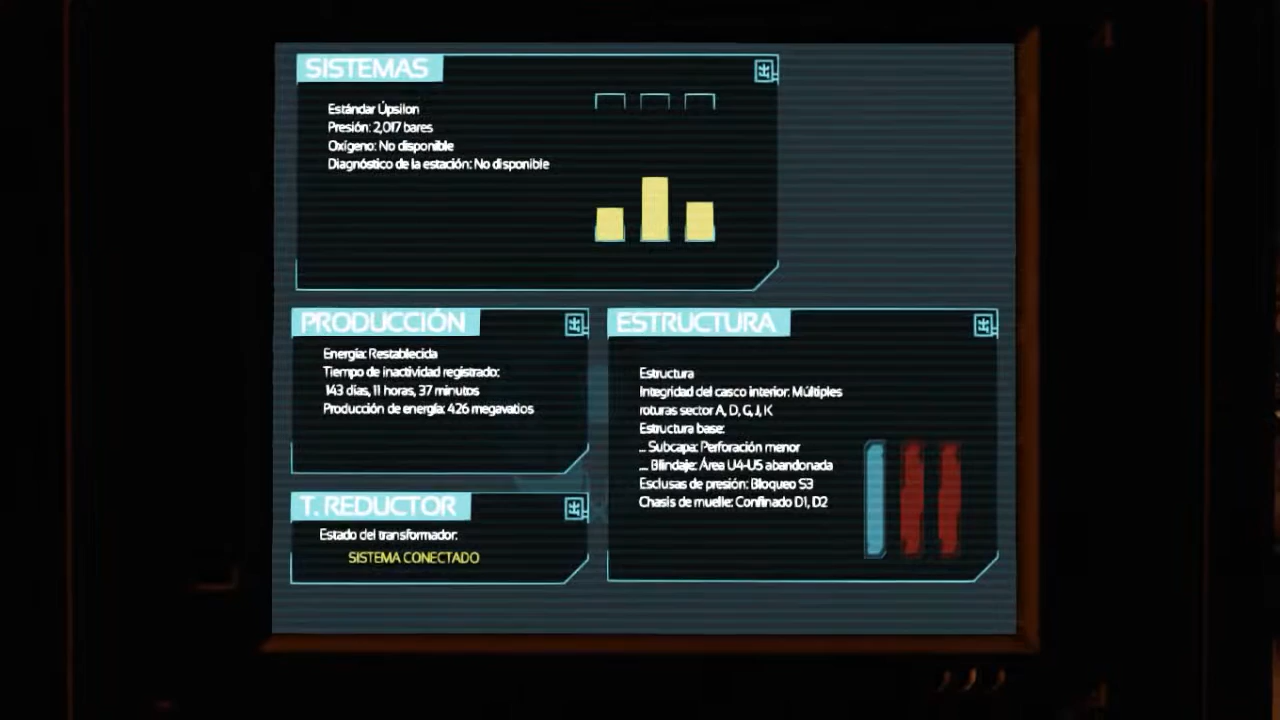 SISTEMAS
Estándar Úpsilon
Presión: 2,017 bares
Oxígeno: No disponible
Diagnóstico de la estación: No disponible
PRODUCCIÓN
Energía: Restablecida
Tiempo de inactividad registrado:
143 días, 11 horas, 37 minutos
Producción de energía: 426 megavatios
T. REDUCTOR
Estado del transformador:
SISTEMA CONECTADO
ESTRUCTURA
Estructura
Integridad del casco interior: Múltiples
roturas sector A, D, G, J, K
Estructura base:
... Subcapa: Perforación menor
... Blindaje: Área U4-U5 abandonada
Esclusas de presión: Bloqueo S3
Chasis de muelle: Confinado D1, D2